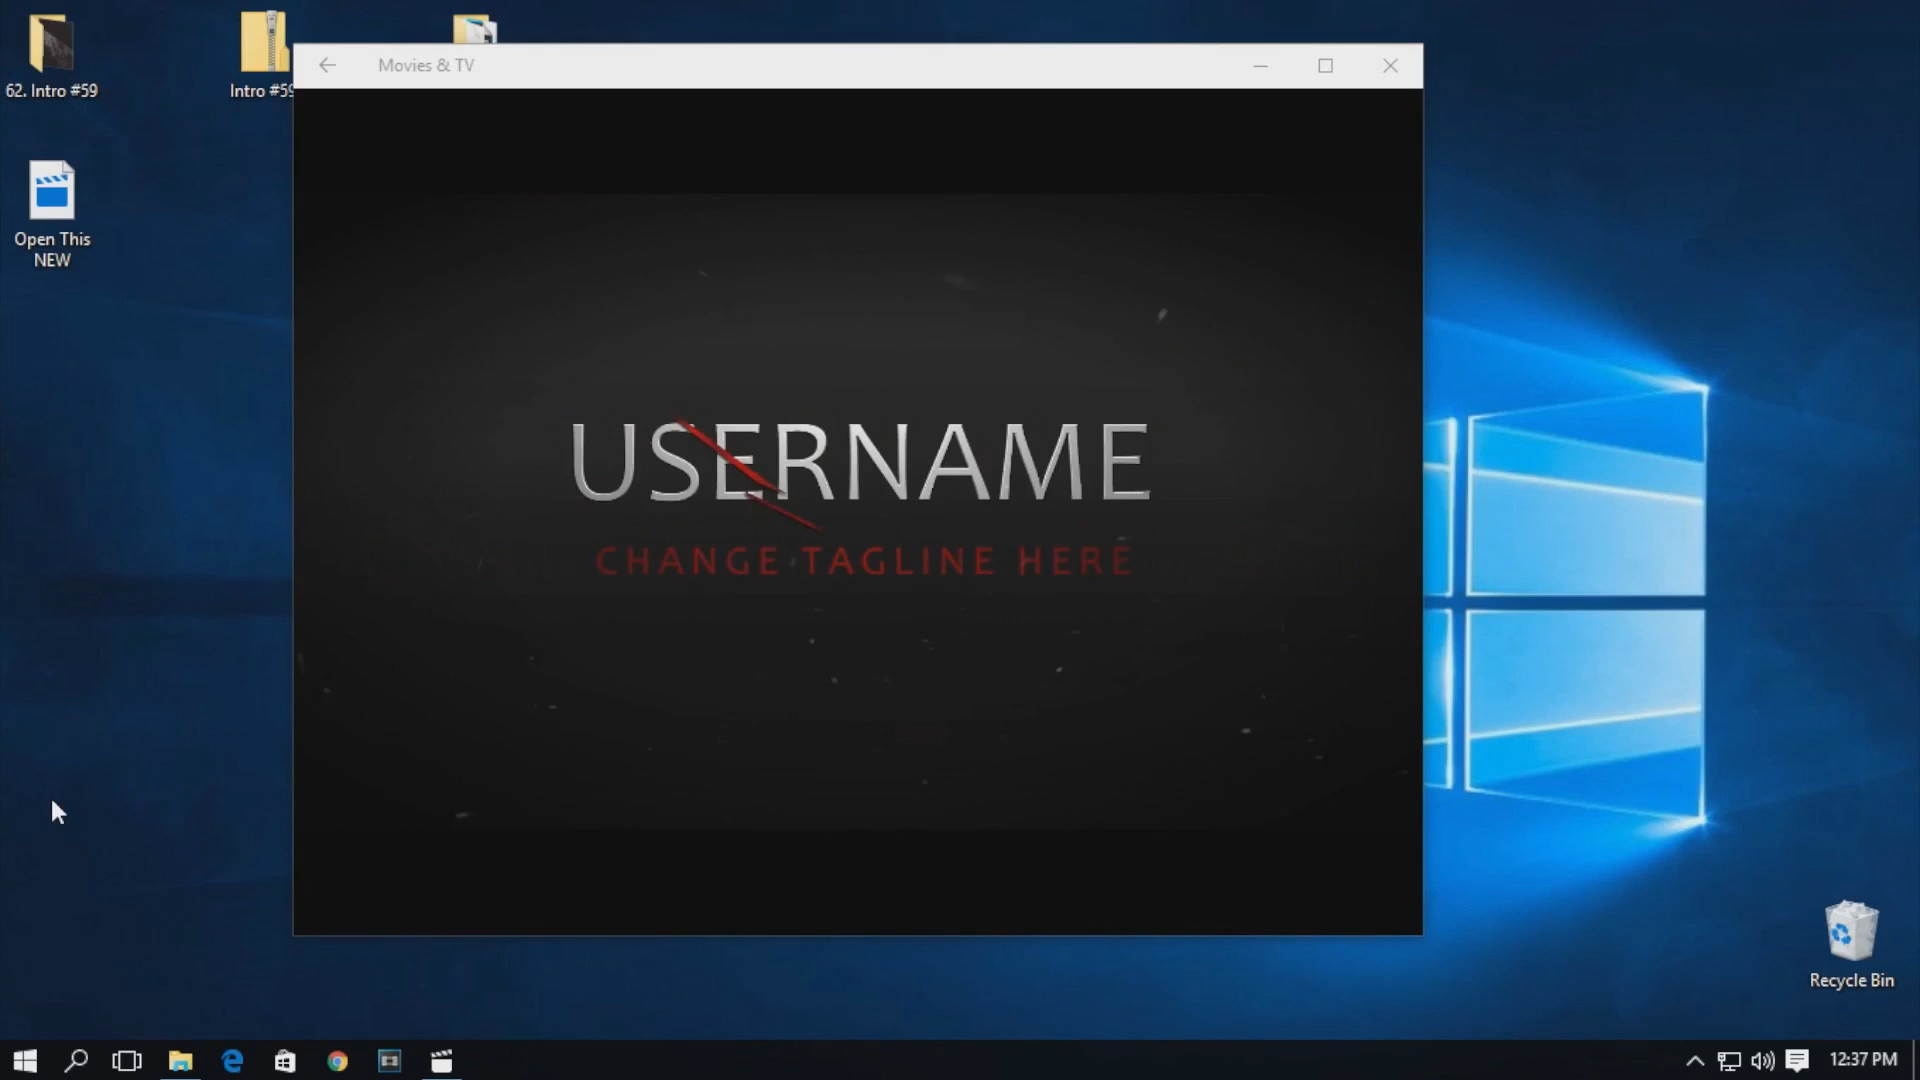 62. Intro #59
Intro #59
Open This
NEW
Movies & TV
USERNAME
CHANGE TAGLINE HERE
Recycle Bin
12:37 PM